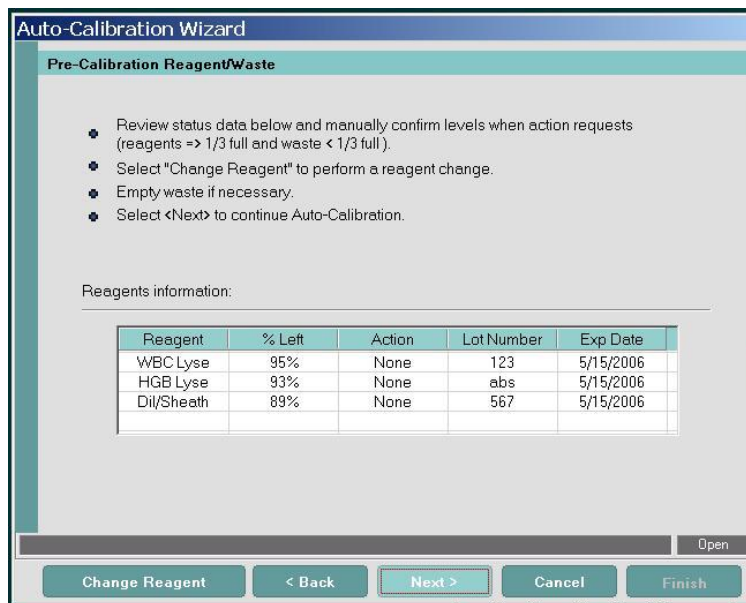 Auto-Calibration Wizard
Pre-Calibration Reagent/Waste
Review status data below and manually confirm levels when action requests
(reagents => 1/3 full and waste < 1/3 full ).
Select "Change Reagent" to perform a reagent change.
Empty waste if necessary.
Select <Next> to continue Auto-Calibration.
Reagents information:
Reagent % Left Action Lot Number Exp Date
WBC Lyse 95% None 123 5/15/2006
HGB Lyse 93% None abs 5/15/2006
Dil/Sheath 89% None 567 5/15/2006
Open
Change Reagent < Back Next > Cancel Finish